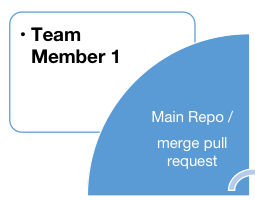 • Team
Member 1
Main Repo /
merge pull
request